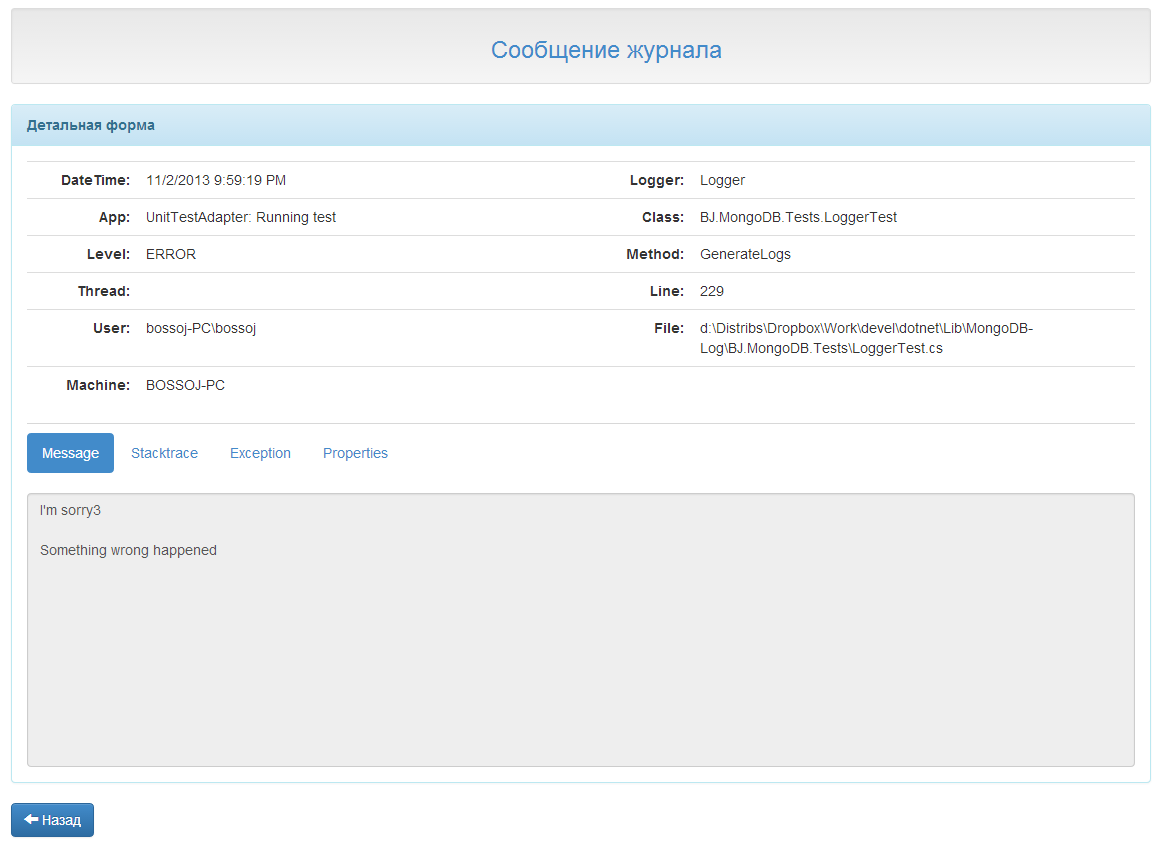 Сообщение журнала
Детальная форма
DateTime: 11/2/2013 9:59:19 PM Logger: Logger
App: UnitTestAdapter: Running test Class: BJ.MongoDB.Tests.LoggerTest
Level: ERROR Method: GenerateLogs
Thread: Line: 229
User: bossoj-PC\bossoj File: d:\Distribs\Dropbox\Work\devel\dotnet\Lib\MongoDB-
Log\BJ.MongoDB.Tests\LoggerTest.cs
Machine: BOSSOJ-PC
Message Stacktrace Exception Properties
I'm sorry3
Something wrong happened
Назад